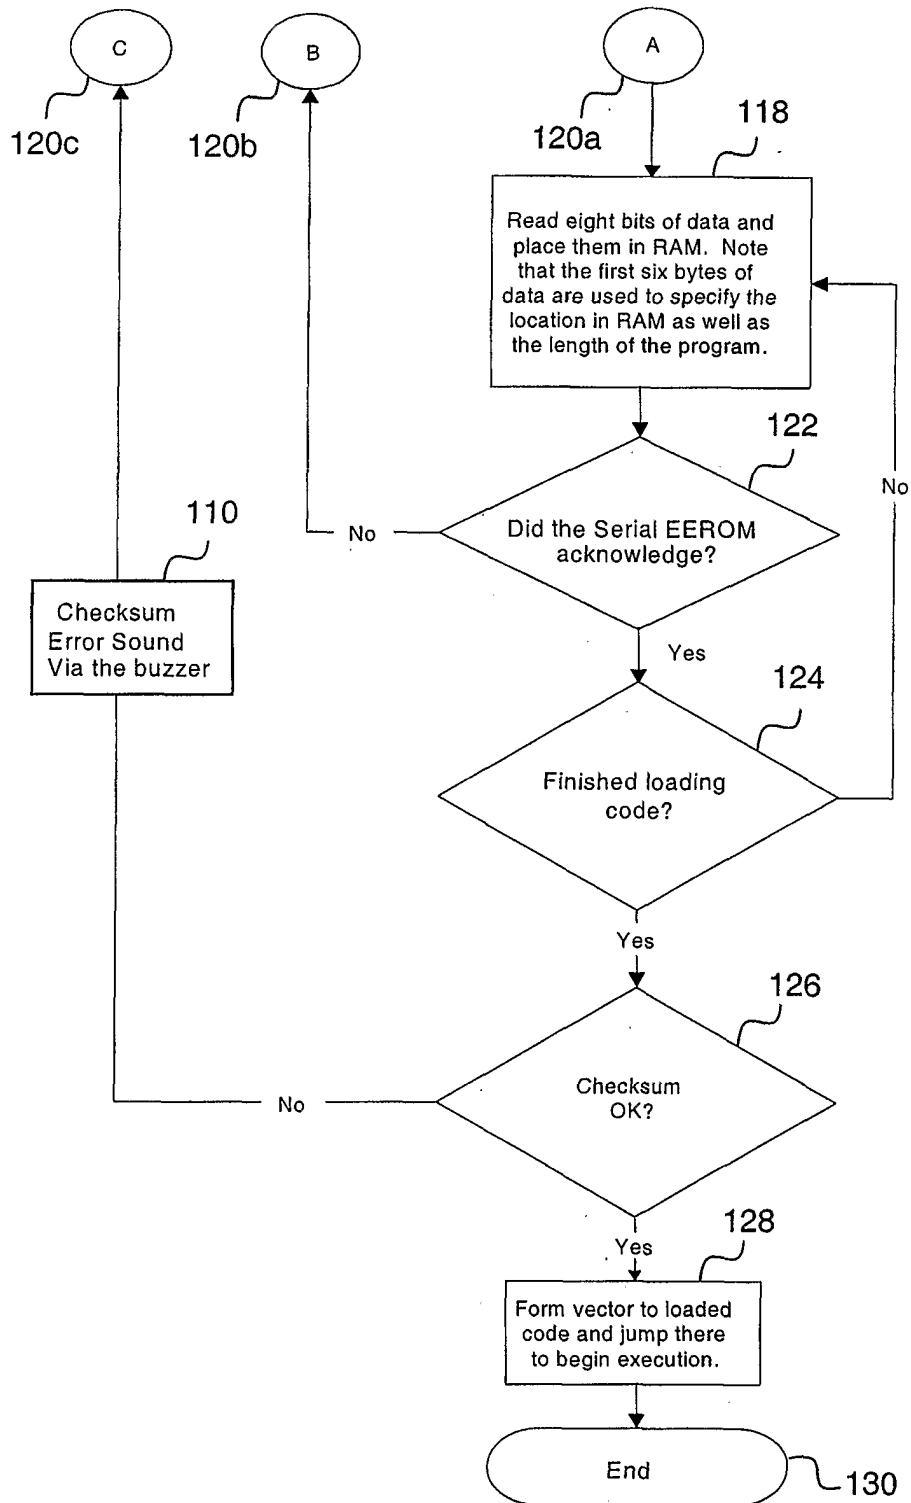 C
B
A
120c
120b
120a
118
Read eight bits of data and
place them in RAM. Note
that the first six bytes of
data are used to specify the
location in RAM as well as
the length of the program.
122
No
Did the Serial EEROM
acknowledge?
No
110
Checksum
Error Sound
Via the buzzer
Yes
124
Finished loading
code?
Yes
126
Checksum
OK?
No
Yes
128
Form vector to loaded
code and jump there
to begin execution.
End
130